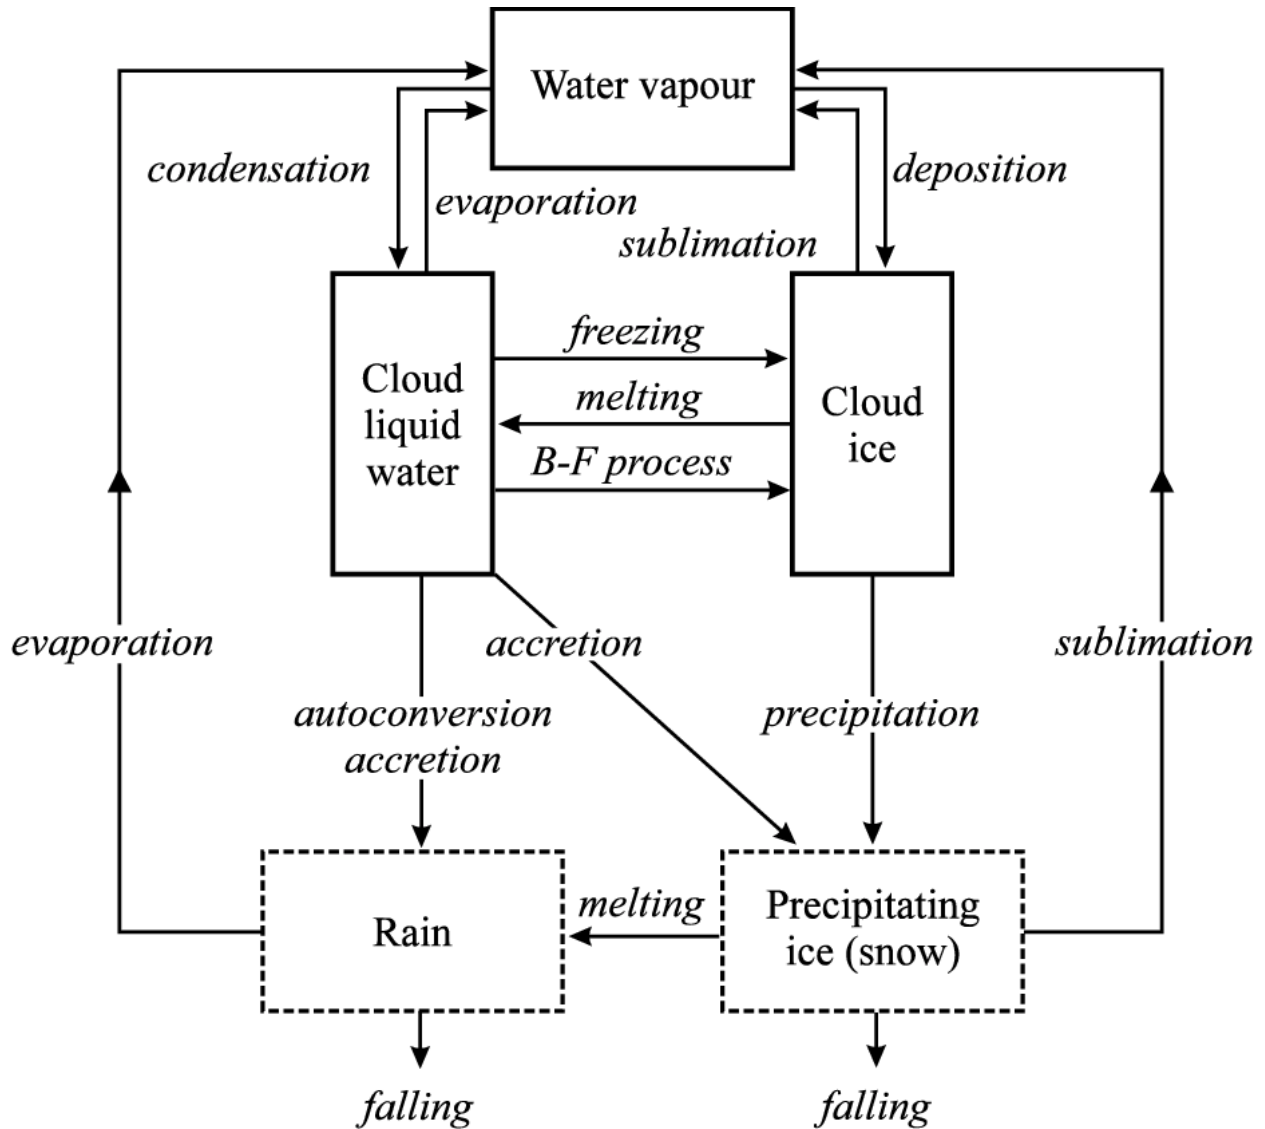 Water vapour
condensation
deposition
evaporation
sublimation
freezing
Cloud
liquid
water
melting
Cloud
ice
B-F process
evaporation
accretion
sublimation
autoconversion
accretion
precipitation
Rain
melting
Precipitating
ice (snow)
falling
falling